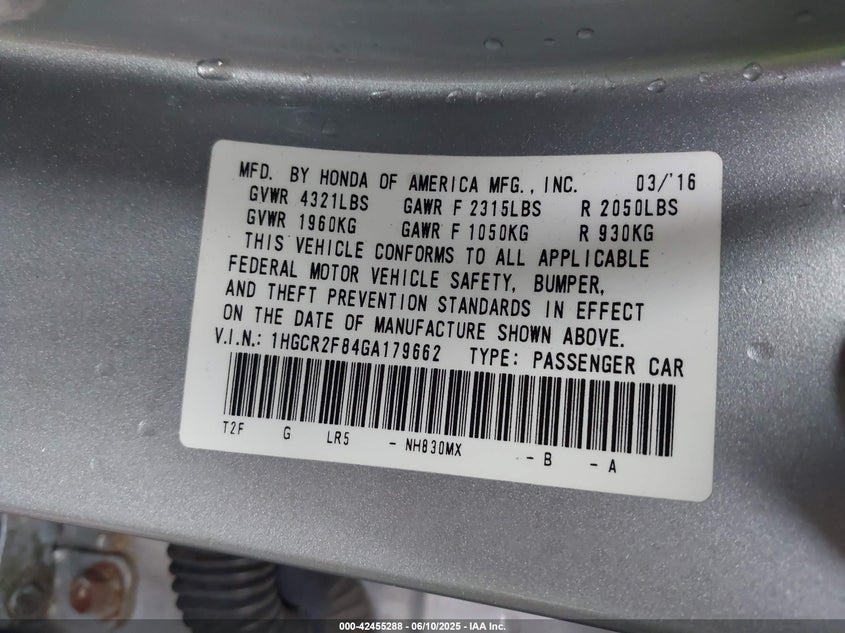 MFD. BY HONDA OF AMERICA MFG., INC. 03/'16
GVWR 4321LBS GAWR F 2315LBS R 2050LBS
GVWR 1960KG GAWR F 1050KG R 930KG
THIS VEHICLE CONFORMS TO ALL APPLICABLE
FEDERAL MOTOR VEHICLE SAFETY, BUMPER,
AND THEFT PREVENTION STANDARDS IN EFFECT
ON THE DATE OF MANUFACTURE SHOWN ABOVE.
V.I.N.: 1HGCR2F84GA179662 TYPE: PASSENGER CAR
T2F G LR5 - NH830MX - B - A
000-42455288 - 06/10/2025 - IAA Inc.